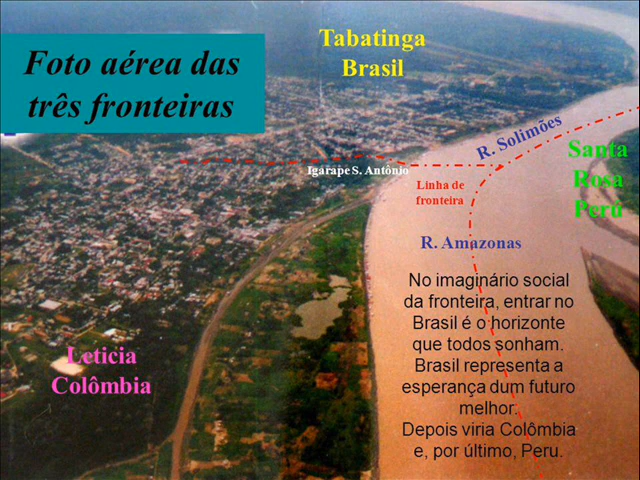 Foto aérea das
três fronteiras
Tabatinga
Brasil
R. Solimões
Santa
Rosa
Perú
Igarape S. Antônio
Linha de
fronteira
R. Amazonas
Leticia
Colômbia
No imaginário social
da fronteira, entrar no
Brasil é o horizonte
que todos sonham.
Brasil representa a
esperança dum futuro
melhor.
Depois viria Colômbia
e, por último, Peru.